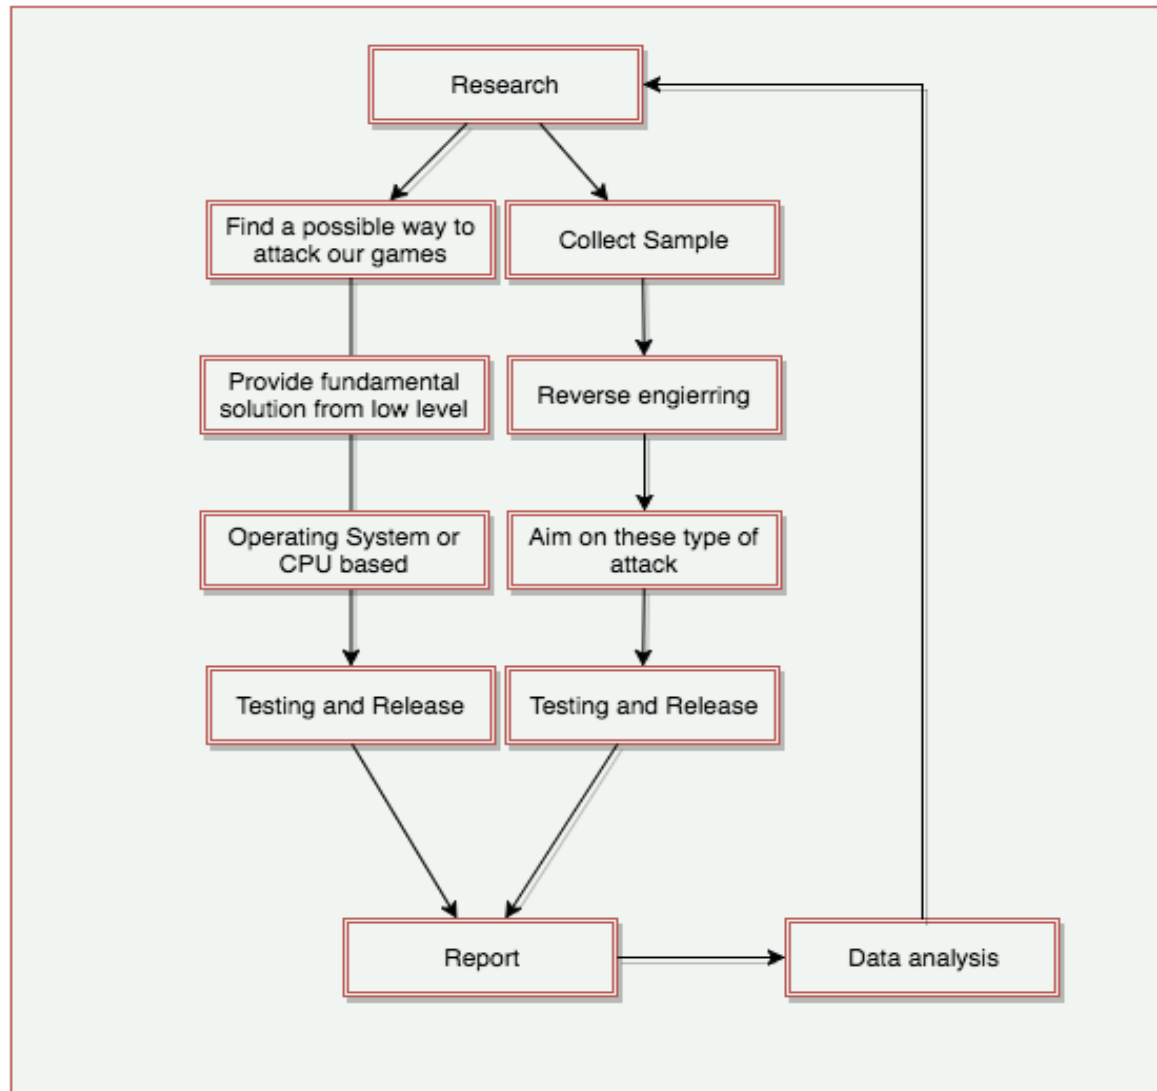 Research
Find a possible way to
attack our games
Collect Sample
Provide fundamental
solution from low level
Reverse engierring
Operating System or
CPU based
Aim on these type of
attack
Testing and Release
Testing and Release
Report
Data analysis